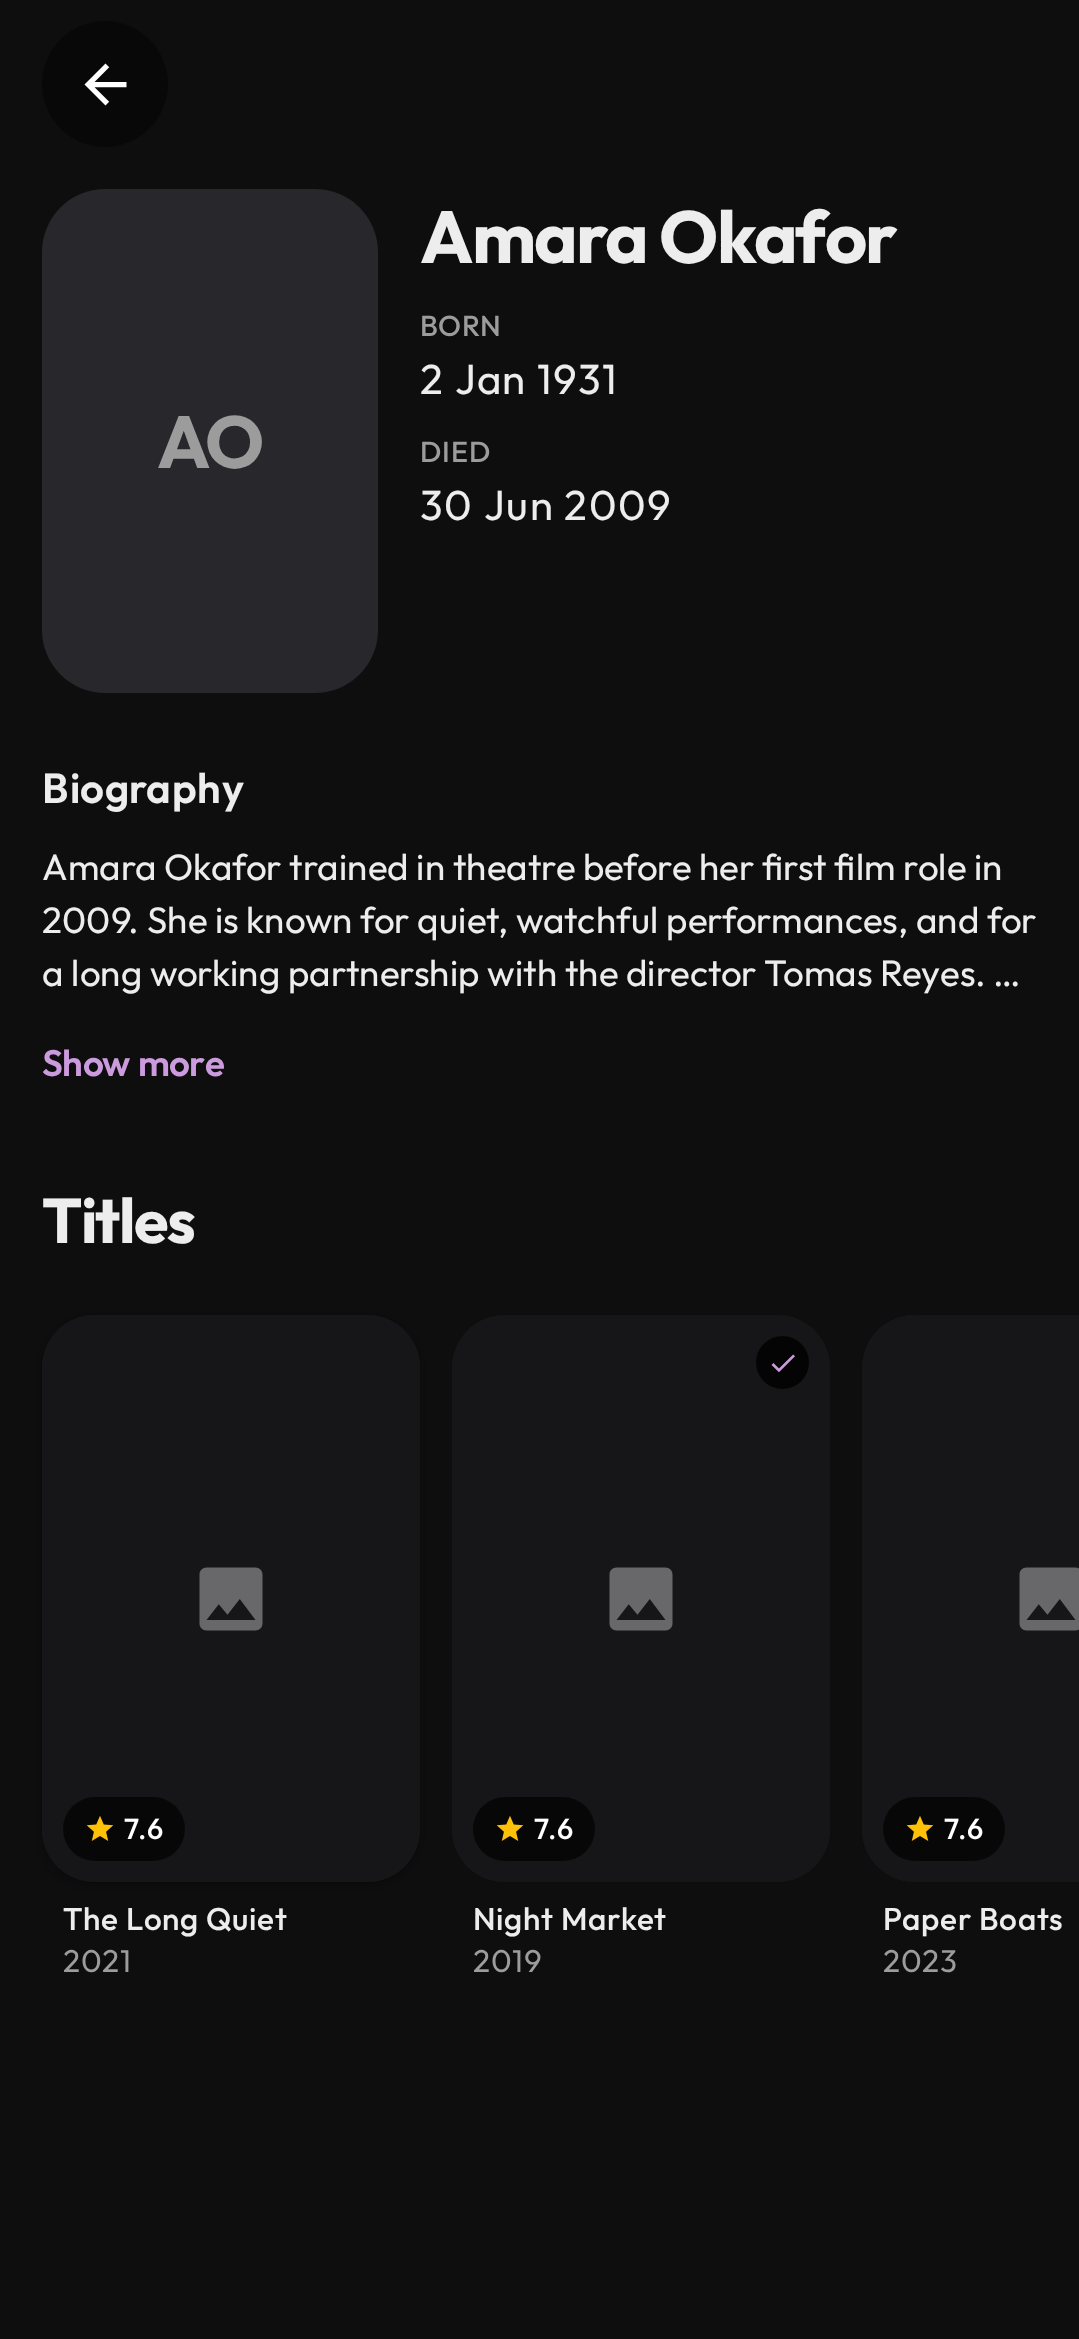 Amara Okafor
BORN
2 Jan 1931
DIED
30 Jun 2009
AO
Biography
Amara Okafor trained in theatre before her first film role in
2009. She is known for quiet, watchful performances, and for
a long working partnership with the director Tomas Reyes. ...
Show more
Titles
7.6
7.6
7.6
The Long Quiet
2021
Night Market
2019
Paper Boats
2023